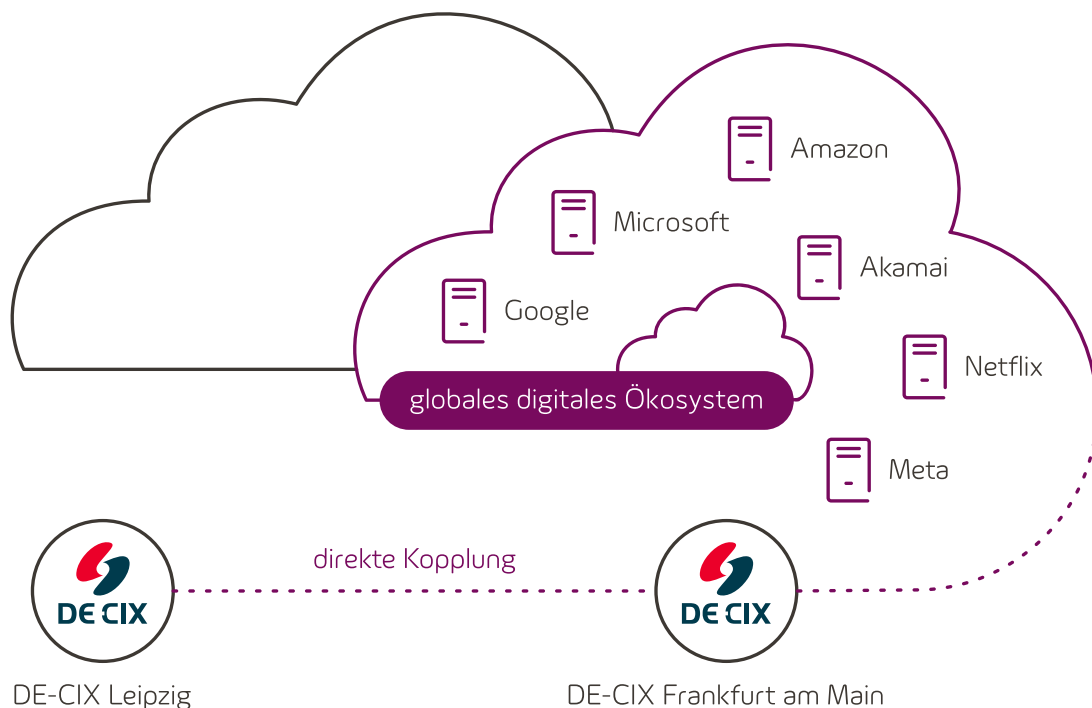 Amazon
Microsoft
Akamai
Google
Netflix
globales digitales Ökosystem
Meta
direkte Kopplung
DE CIX
DE CIX
DE-CIX Leipzig
DE-CIX Frankfurt am Main